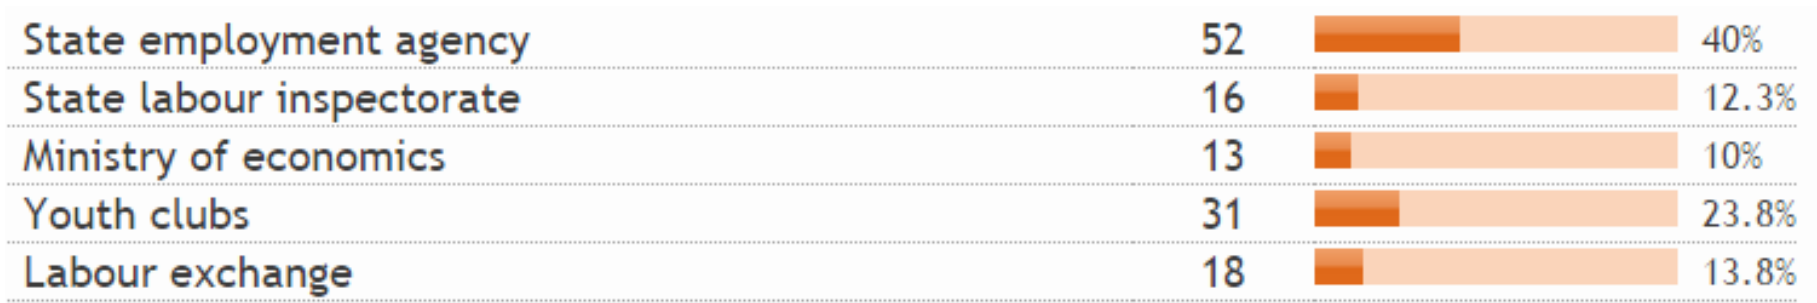 State employment agency 52 40%
State labour inspectorate 16 12.3%
Ministry of economics 13 10%
Youth clubs 31 23.8%
Labour exchange 18 13.8%